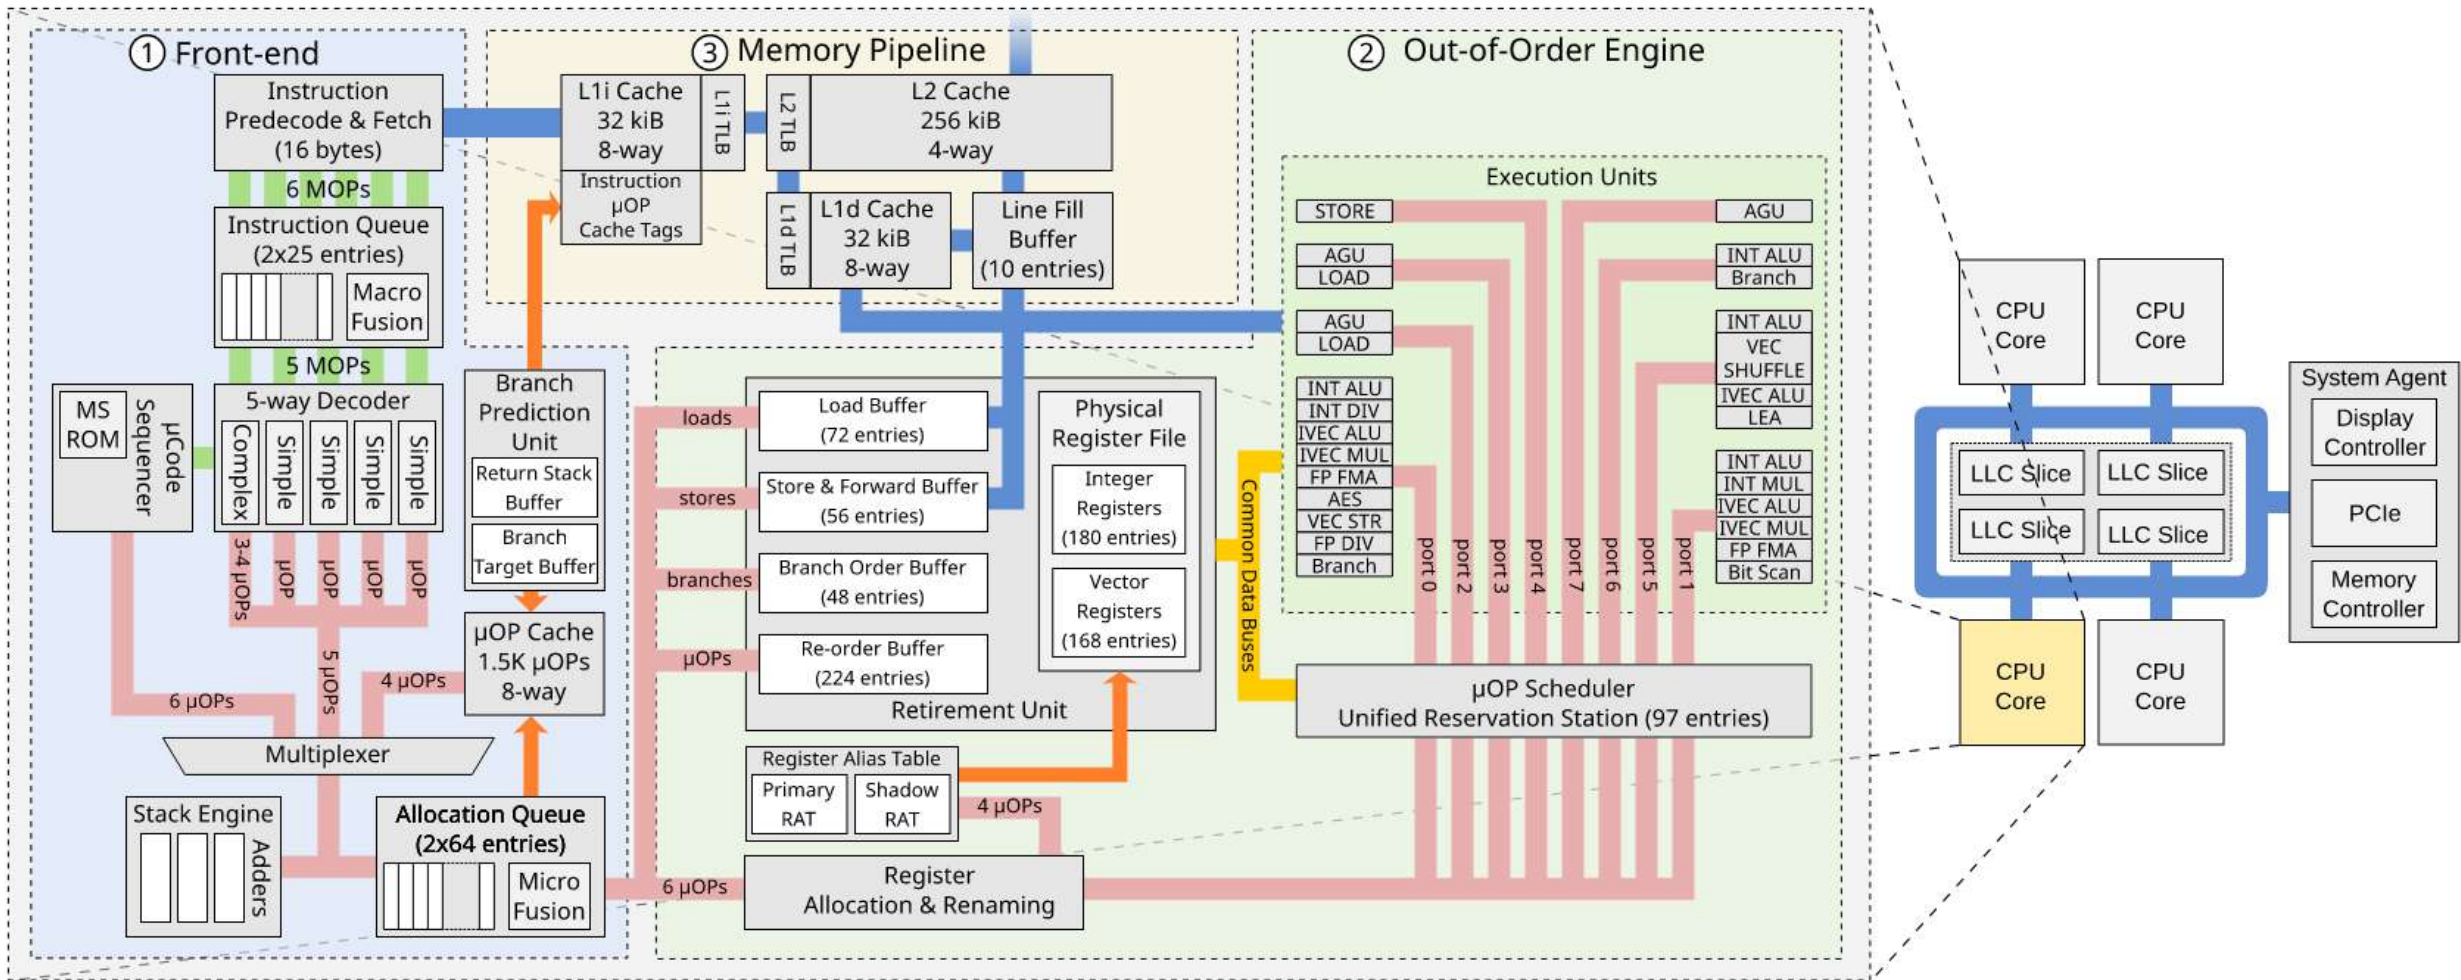 ① Front-end
Instruction
Predecode & Fetch
(16 bytes)
6 MOPs
Instruction Queue
(2x25 entries)
Macro
Fusion
5 MOPs
MS
ROM
µCode
Sequencer
5-way Decoder
Complex
Simple
Simple
Simple
Simple
3-4 µOPs
µOP
µOP
µOP
µOP
Branch
Prediction
Unit
Return Stack
Buffer
Branch
Target Buffer
µOP Cache
1.5K µOPs
8-way
6 µOPs
5 µOPs
4 µOPs
Multiplexer
Stack Engine
Adders
Allocation Queue
(2x64 entries)
Micro
Fusion
③ Memory Pipeline
L1i Cache
32 kiB
8-way
L1i TLB
Instruction
µOP
Cache Tags
L2 TLB
L2 Cache
256 kiB
4-way
L1d TLB
L1d Cache
32 kiB
8-way
Line Fill
Buffer
(10 entries)
② Out-of-Order Engine
loads
Load Buffer
(72 entries)
stores
Store & Forward Buffer
(56 entries)
branches
Branch Order Buffer
(48 entries)
µOPs
Re-order Buffer
(224 entries)
Retirement Unit
Physical
Register File
Integer
Registers
(180 entries)
Vector
Registers
(168 entries)
Register Alias Table
Primary
RAT
Shadow
RAT
4 µOPs
6 µOPs
Register
Allocation & Renaming
Common Data Buses
Execution Units
STORE
AGU
LOAD
AGU
LOAD
INT ALU
INT DIV
IVEC ALU
IVEC MUL
FP FMA
AES
VEC STR
FP DIV
Branch
port 0
port 2
port 3
port 4
port 7
port 6
port 5
port 1
AGU
INT ALU
Branch
INT ALU
VEC
SHUFFLE
IVEC ALU
LEA
INT ALU
INT MUL
IVEC ALU
IVEC MUL
FP FMA
Bit Scan
µOP Scheduler
Unified Reservation Station (97 entries)
CPU
Core
CPU
Core
LLC Slice
LLC Slice
LLC Slice
LLC Slice
CPU
Core
CPU
Core
System Agent
Display
Controller
PCIe
Memory
Controller